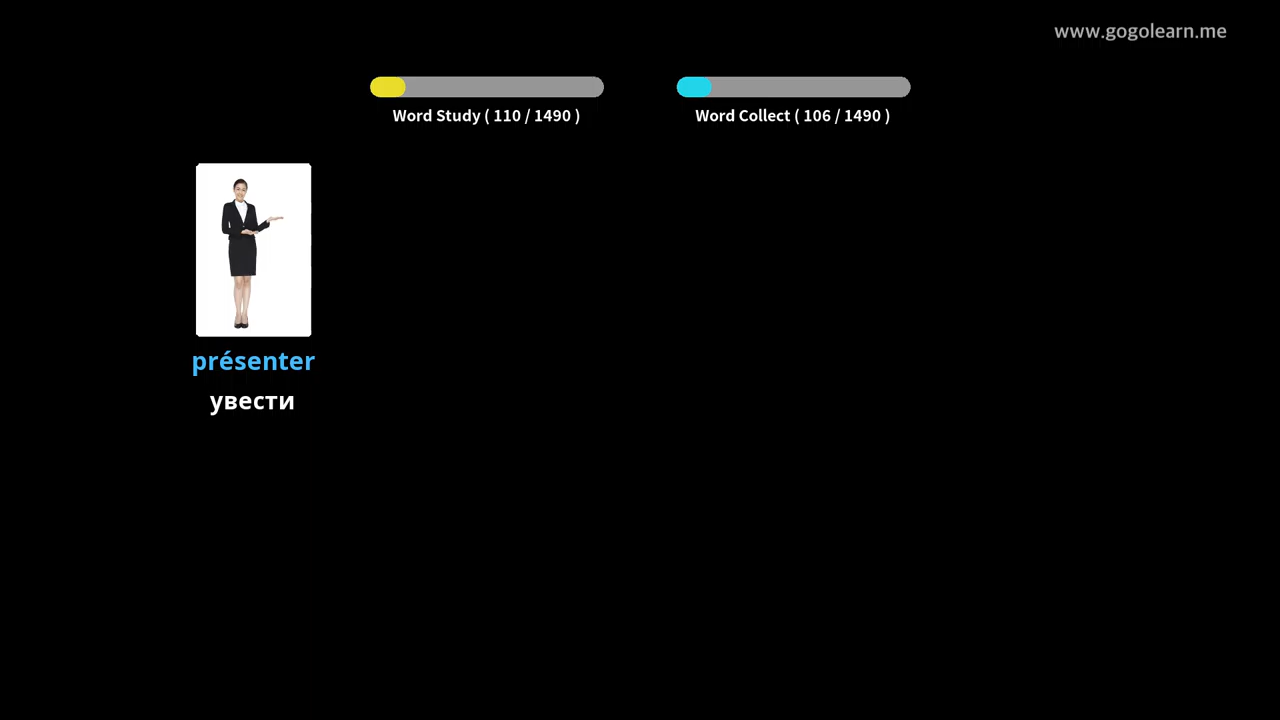 www.gogolearn.me
Word Study ( 110 / 1490 )
Word Collect ( 106 / 1490 )
présenter
увести